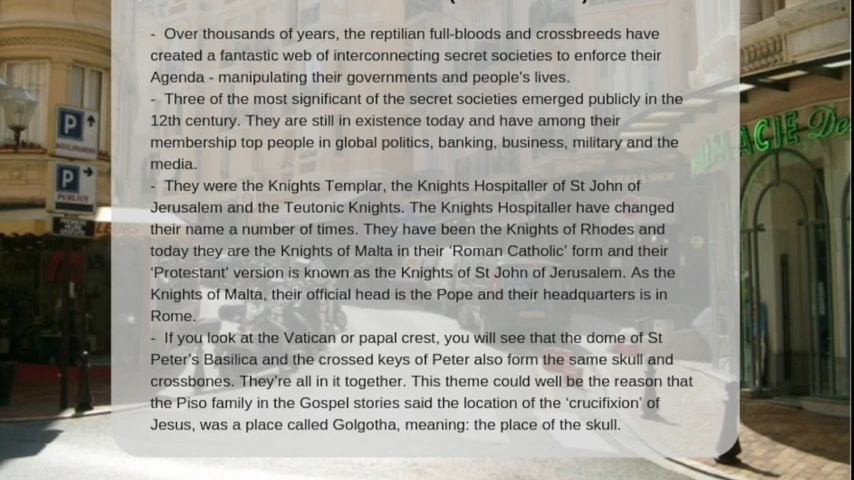 - Over thousands of years, the reptilian full-bloods and crossbreeds have
created a fantastic web of interconnecting secret societies to enforce their
Agenda - manipulating their governments and people's lives.
- Three of the most significant of the secret societies emerged publicly in the
12th century. They are still in existence today and have among their
membership top people in global politics, banking, business, military and the
media.
- They were the Knights Templar, the Knights Hospitaller of St John of
Jerusalem and the Teutonic Knights. The Knights Hospitaller have changed
their name a number of times. They have been the Knights of Rhodes and
today they are the Knights of Malta in their ‘Roman Catholic’ form and their
‘Protestant’ version is known as the Knights of St John of Jerusalem. As the
Knights of Malta, their official head is the Pope and their headquarters is in
Rome.
- If you look at the Vatican or papal crest, you will see that the dome of St
Peter’s Basilica and the crossed keys of Peter also form the same skull and
crossbones. They’re all in it together. This theme could well be the reason that
the Piso family in the Gospel stories said the location of the ‘crucifixion’ of
Jesus, was a place called Golgotha, meaning: the place of the skull.
P
P
PUBLICS